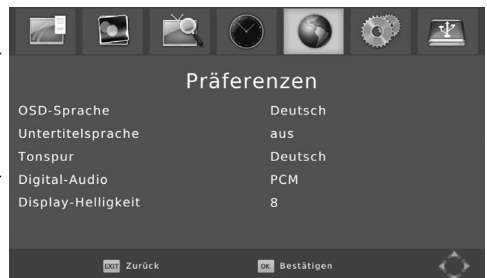 Präferenzen
OSD-Sprache Deutsch
Untertitelsprache aus
Tonspur Deutsch
Digital-Audio PCM
Display-Helligkeit 8
EXIT Zurück OK Bestätigen